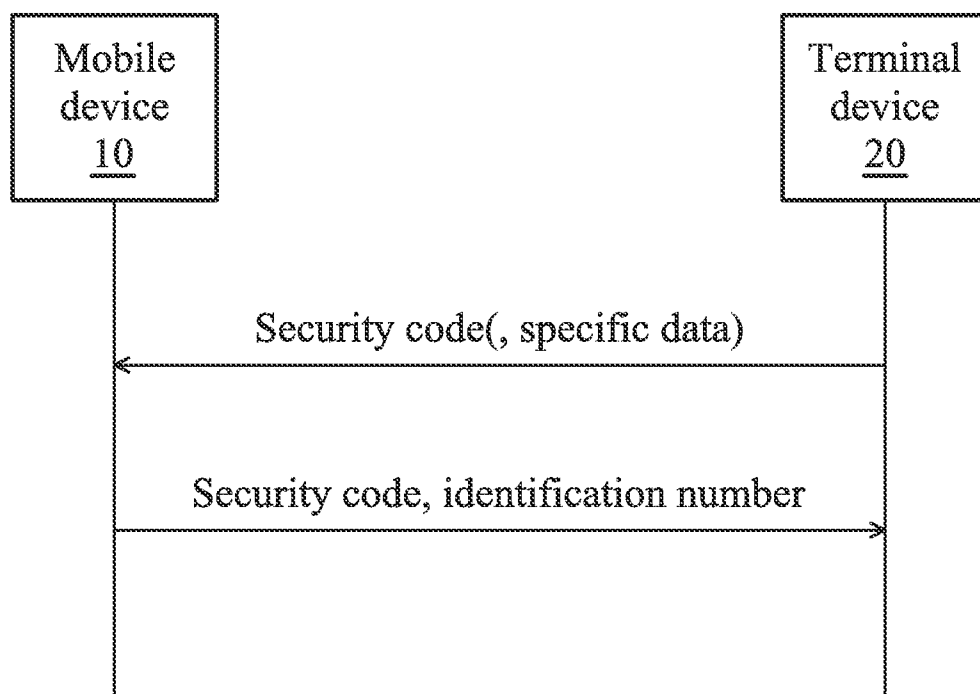 Mobile
device
10
Terminal
device
20
Security code(, specific data)
Security code, identification number